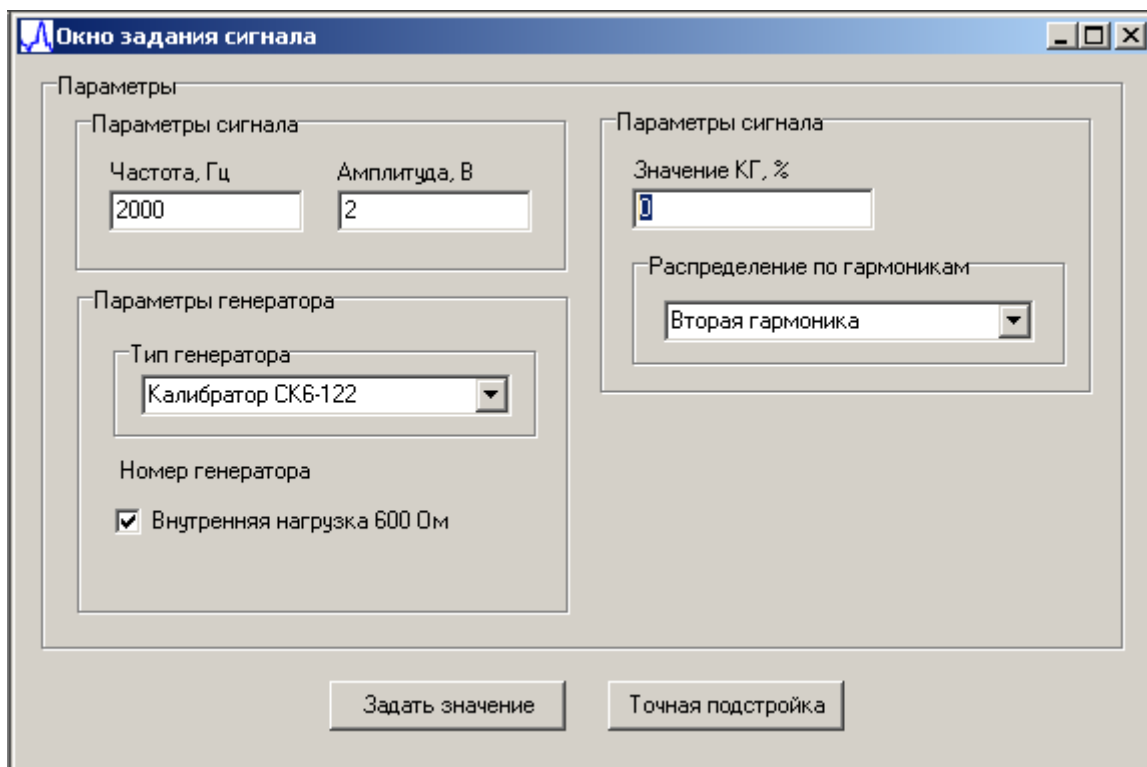 Окно задания сигнала
Параметры
Параметры сигнала
Частота, Гц
Амплитуда, В
2000
2
Параметры генератора
Тип генератора
Калибратор СК6-122
Номер генератора
Внутренняя нагрузка 600 Ом
Параметры сигнала
Значение КГ, %
0
Распределение по гармоникам
Вторая гармоника
Задать значение
Точная подстройка